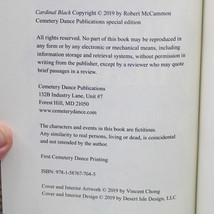 Cardinal Black Copyright © 2019 by Robert McCammon
Cemetery Dance Publications special edition
All rights reserved. No part of this book may be reproduced in
any form or by any electronic or mechanical means, including
information storage and retrieval systems, without permission in
writing from the publisher, except by a reviewer who may quote
brief passages in a review.
Cemetery Dance Publications
132B Industry Lane, Unit #7
Forest Hill, MD 21050
www.cemeterydance.com
The characters and events in this book are fictitious.
Any similarity to real persons, living or dead, is coincidental
and not intended by the author.
First Cemetery Dance Printing
ISBN: 978-1-58767-704-5
Cover and Interior Artwork © 2019 by Vincent Chong
Cover and Interior Design © 2019 by Desert Isle Design, LLC